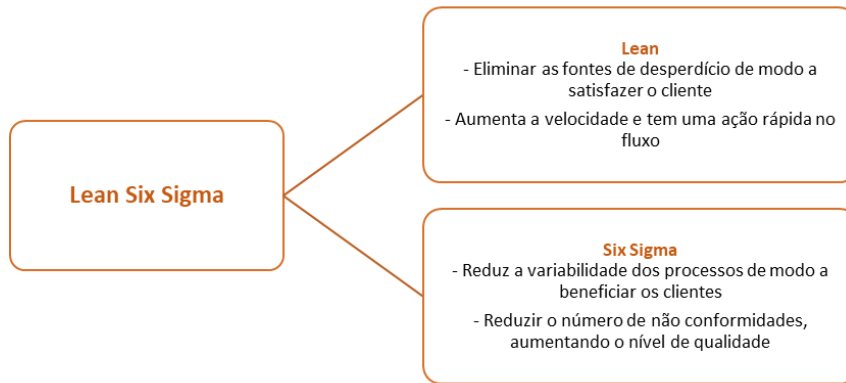 Lean Six Sigma
Lean
- Eliminar as fontes de desperdício de modo a
satisfazer o cliente
- Aumenta a velocidade e tem uma ação rápida no
fluxo
Six Sigma
- Reduz a variabilidade dos processos de modo a
beneficiar os clientes
- Reduzir o número de não conformidades,
aumentando o nível de qualidade